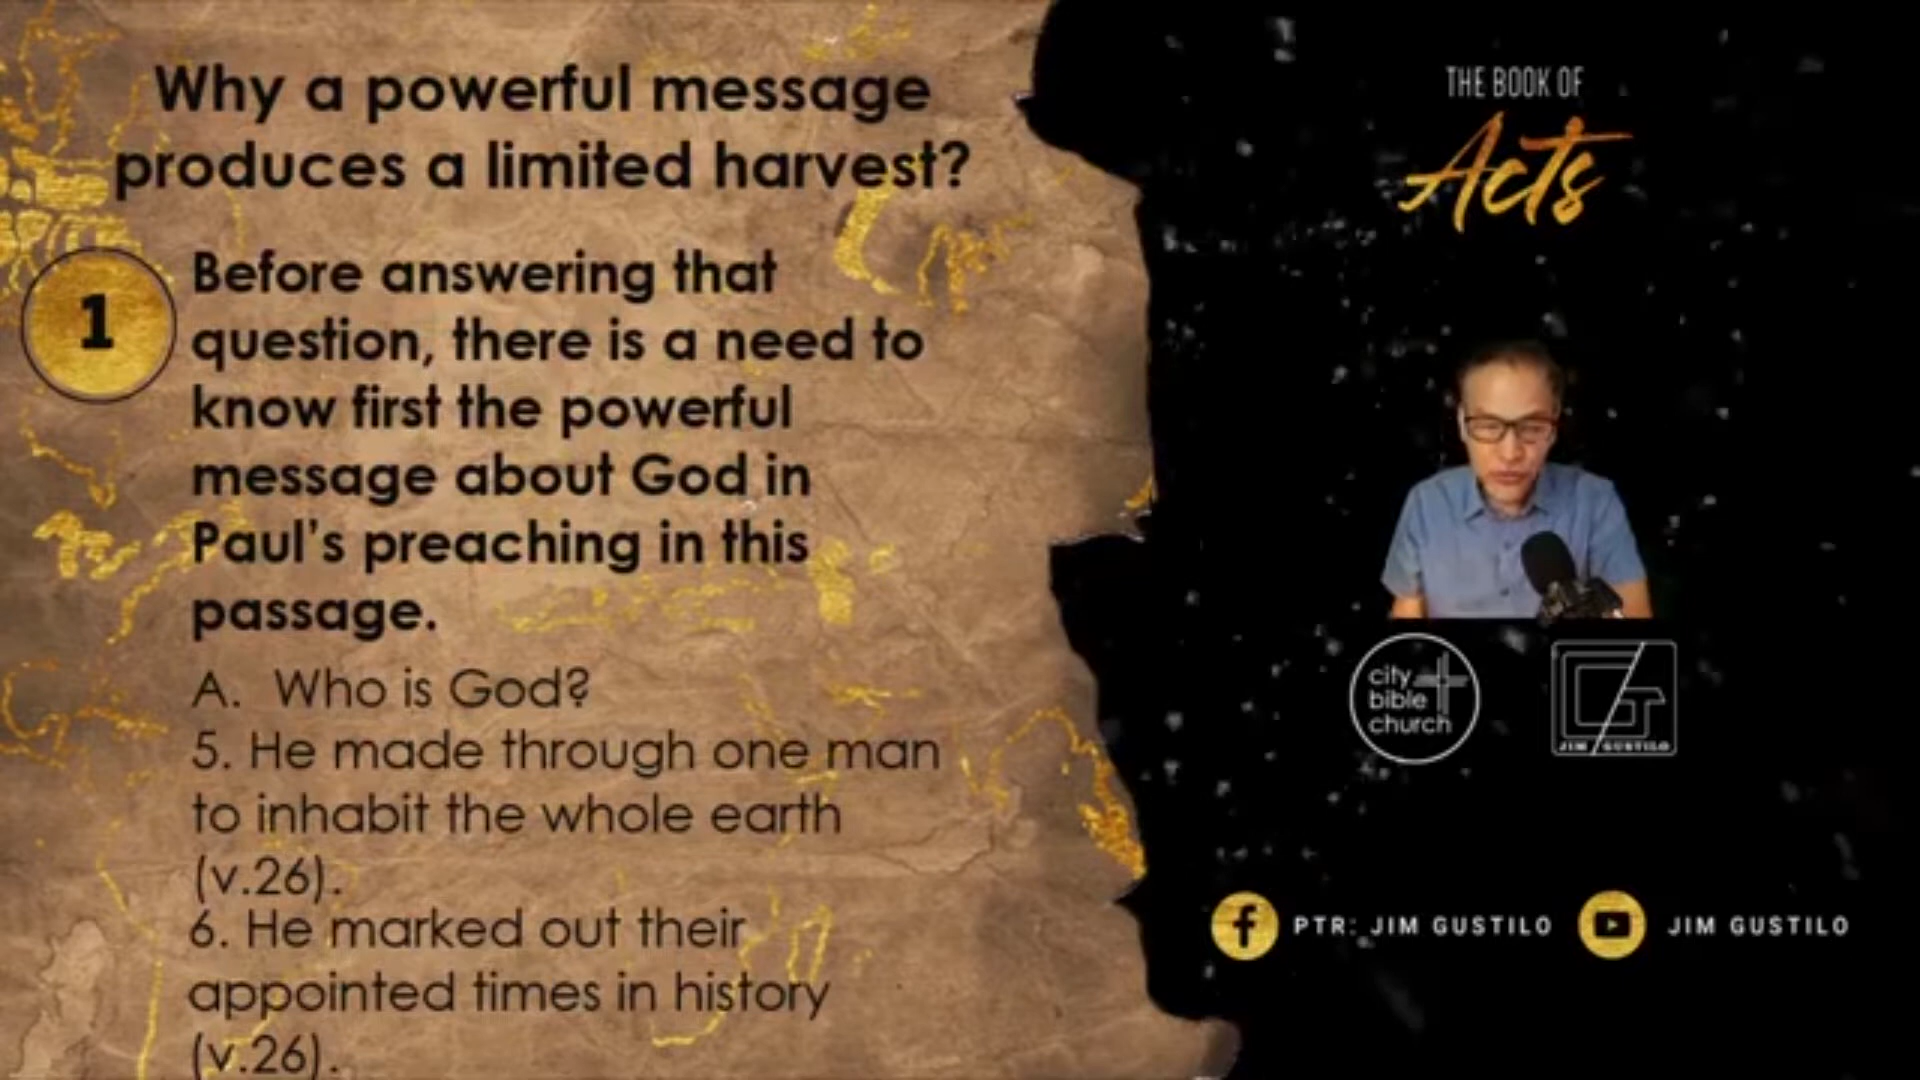 Why a powerful message
produces a limited harvest?
1
Before answering that
question, there is a need to
know first the powerful
message about God in
Paul's preaching in this
passage.
A. Who is God?
5. He made through one man
to inhabit the whole earth
(v.26).
6. He marked out their
appointed times in history
(v.26).
THE BOOK OF
Acts
city
bible
church
JIM GUSTILO
PTR: JIM GUSTILO
JIM GUSTILO